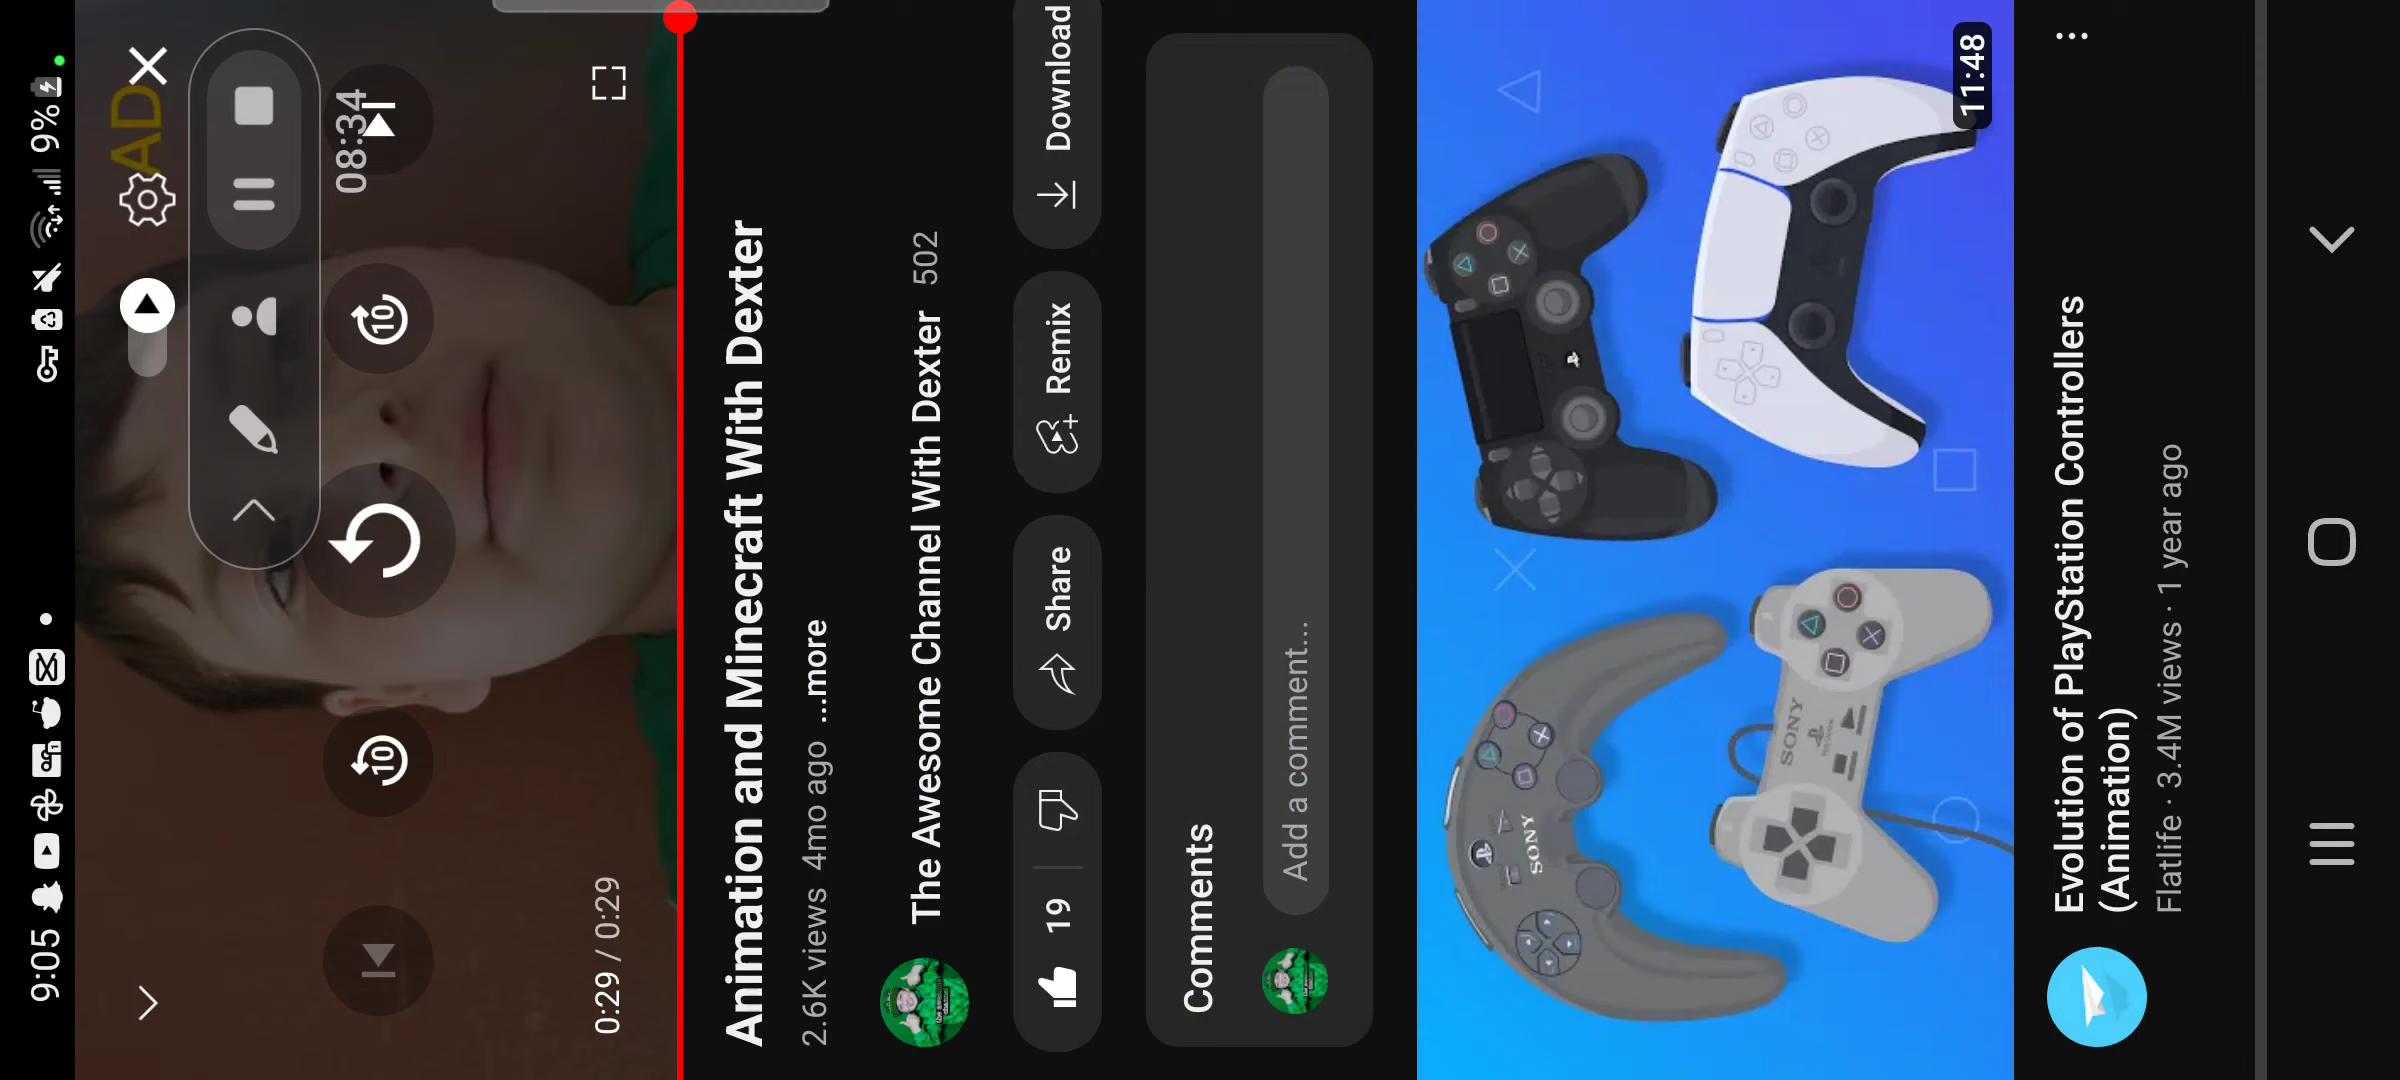 9:05
9%
AD
08:34
10
10
0:29 / 0:29
Animation and Minecraft With Dexter
2.6K views 4mo ago ...more
The Awesome Channel With Dexter 502
19
Share
Remix
Download
Comments
Add a comment...
SONY
SONY
11:48
Evolution of PlayStation Controllers
(Animation)
Flatlife · 3.4M views · 1 year ago